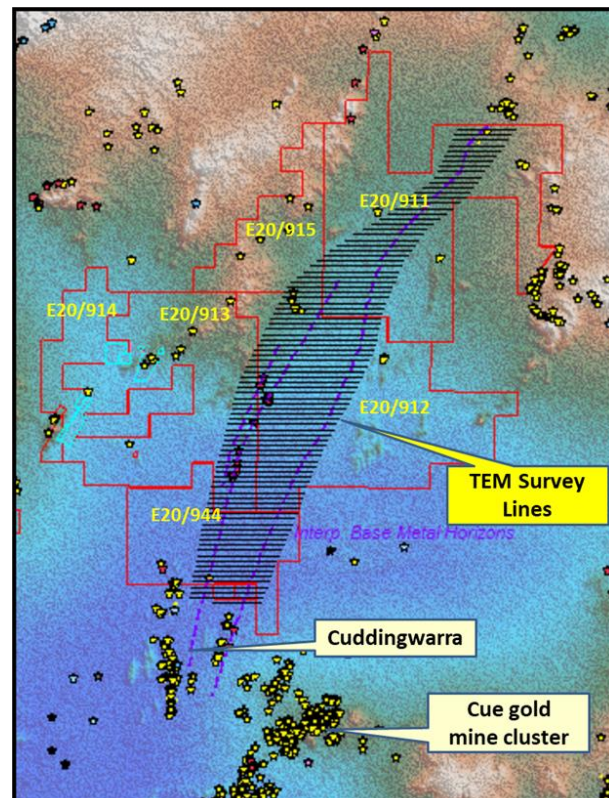 E20/911
E20/915
E20/914
E20/913
E20/912
TEM Survey
Lines
E20/944
Interp. Base Metal Horizons
Cuddingwarra
Cue gold
mine cluster